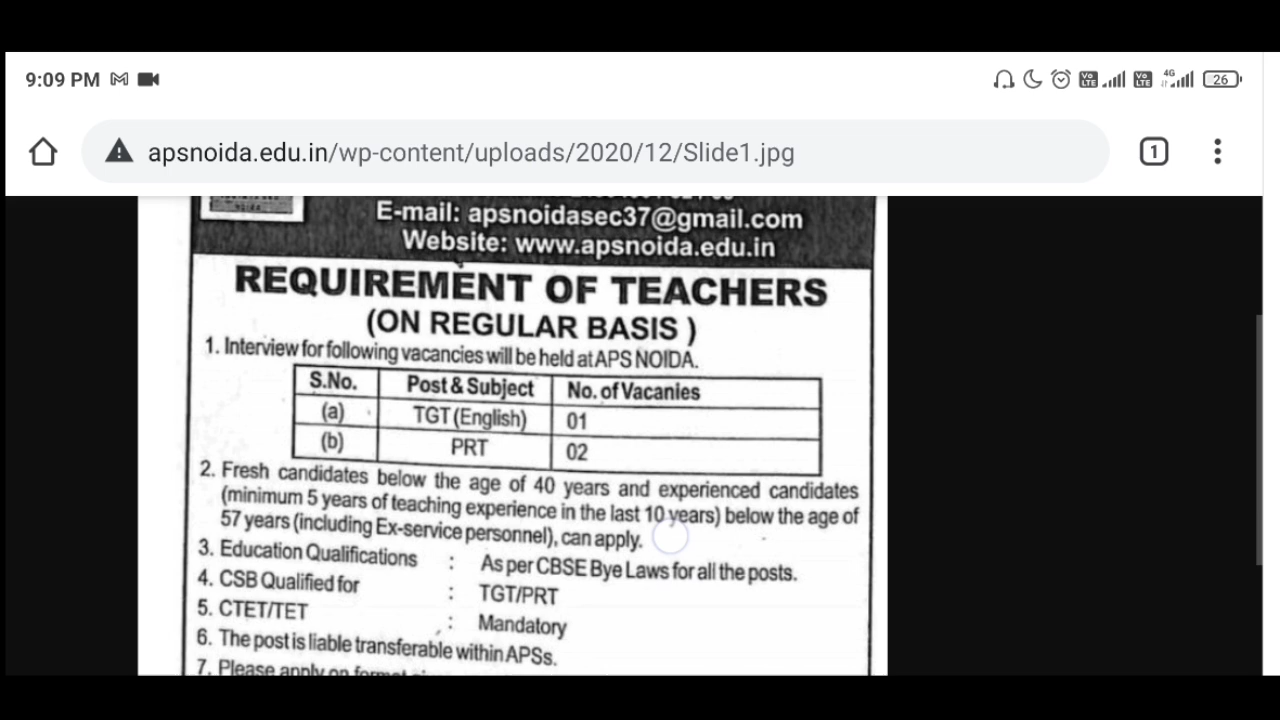 9:09 PM
4G
26
apsnoida.edu.in/wp-content/uploads/2020/12/Slide1.jpg
1
E-mail: apsnoidasec37@gmail.com
Website: www.apsnoida.edu.in
REQUIREMENT OF TEACHERS
(ON REGULAR BASIS )
1. Interview for following vacancies will be held at APS NOIDA.
S.No. Post & Subject No. of Vacanies
(a) TGT (English) 01
(b) PRT 02
2. Fresh candidates below the age of 40 years and experienced candidates
(minimum 5 years of teaching experience in the last 10 years) below the age of
57 years (including Ex-service personnel), can apply.
3. Education Qualifications : As per CBSE Bye Laws for all the posts.
4. CSB Qualified for : TGT/PRT
5. CTET/TET : Mandatory
6. The post is liable transferable within APSs.
7. Please apply on format